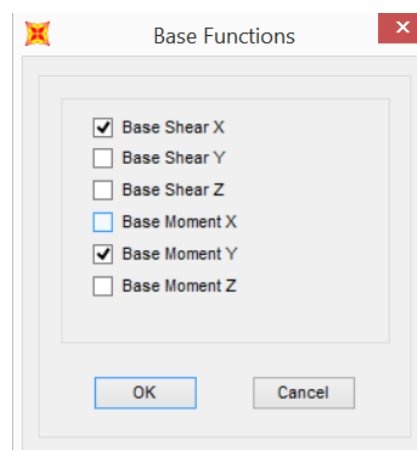 Base Functions
Base Shear X
Base Shear Y
Base Shear Z
Base Moment X
Base Moment Y
Base Moment Z
OK
Cancel